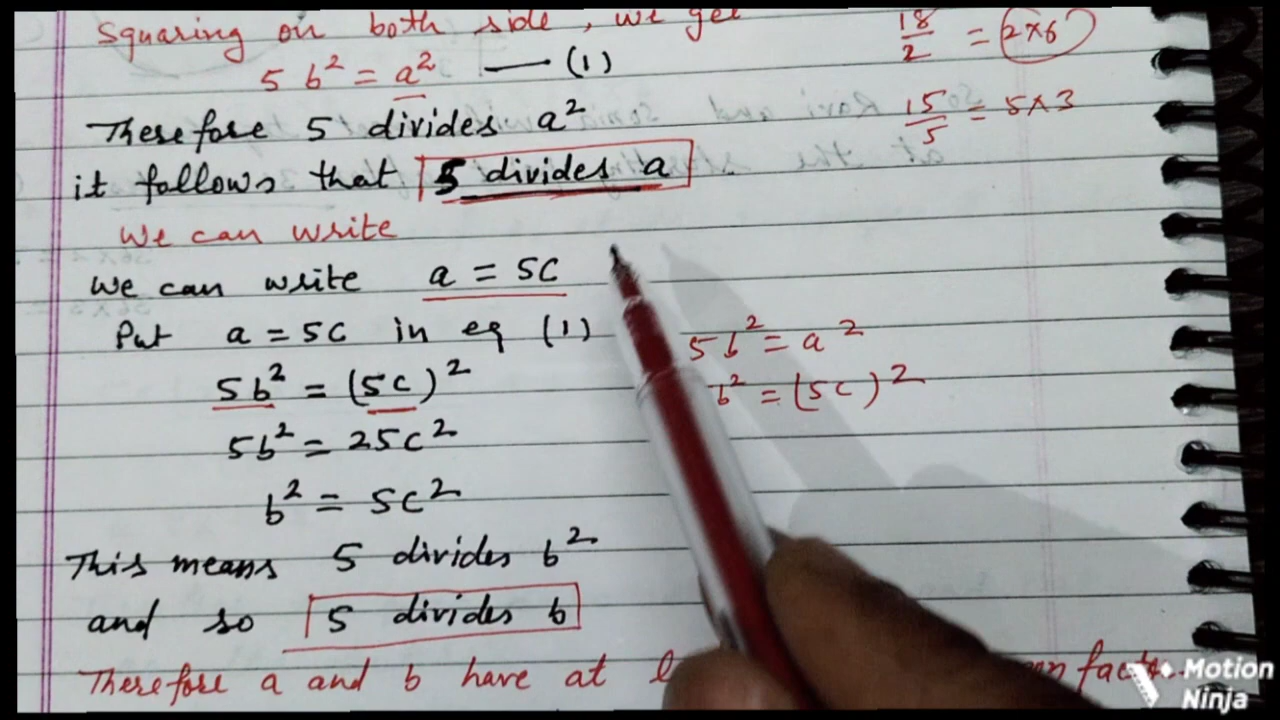 Squaring on both side, we get
5 b² = a² — (1)
18/2 = 2×6
15/5 = 5×3
Therefore 5 divides a²
it follows that 5 divides a
We can write
We can write a = 5C
Put a = 5C in eq (1)
5b² = (5C)²
5b² = 25C²
b² = 5C²
5b² = a²
b² = (5C)²
This means 5 divides b²
and so 5 divides b
Therefore a and b have at
Motion
Ninja